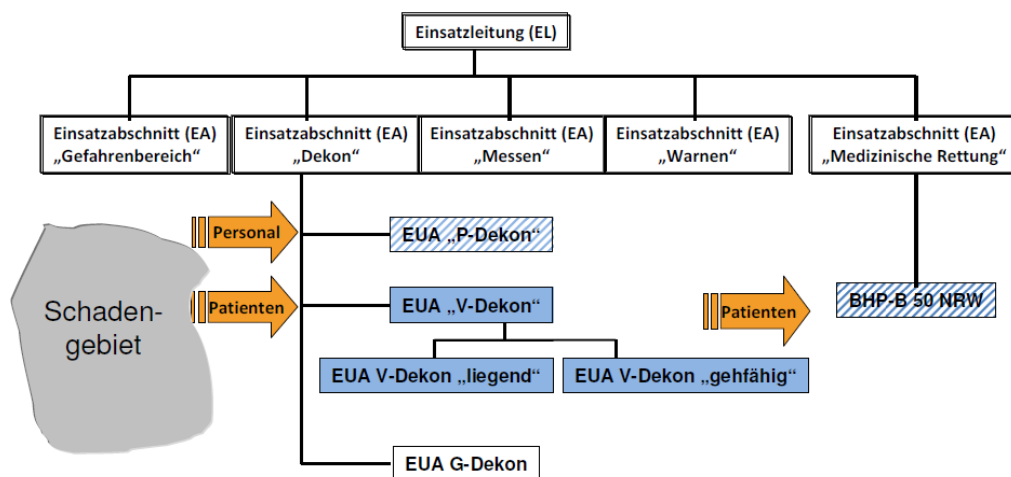 Einsatzleitung (EL)
Einsatzabschnitt (EA)
„Gefahrenbereich“
Einsatzabschnitt (EA)
„Dekon“
Einsatzabschnitt (EA)
„Messen“
Einsatzabschnitt (EA)
„Warnen“
Einsatzabschnitt (EA)
„Medizinische Rettung“
Personal
EUA „P-Dekon“
Schaden-
gebiet
Patienten
EUA „V-Dekon“
Patienten
BHP-B 50 NRW
EUA V-Dekon „liegend“
EUA V-Dekon „gehfähig“
EUA G-Dekon